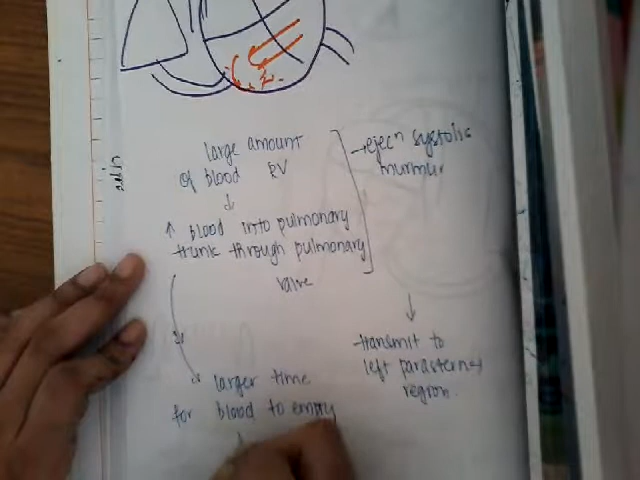 large amount
of blood RV
↓
↑ blood into pulmonary
trunk through pulmonary
valve
→ ejecⁿ systolic
murmur
↓
transmit to
left parasternal
region.
larger time
for blood to empty